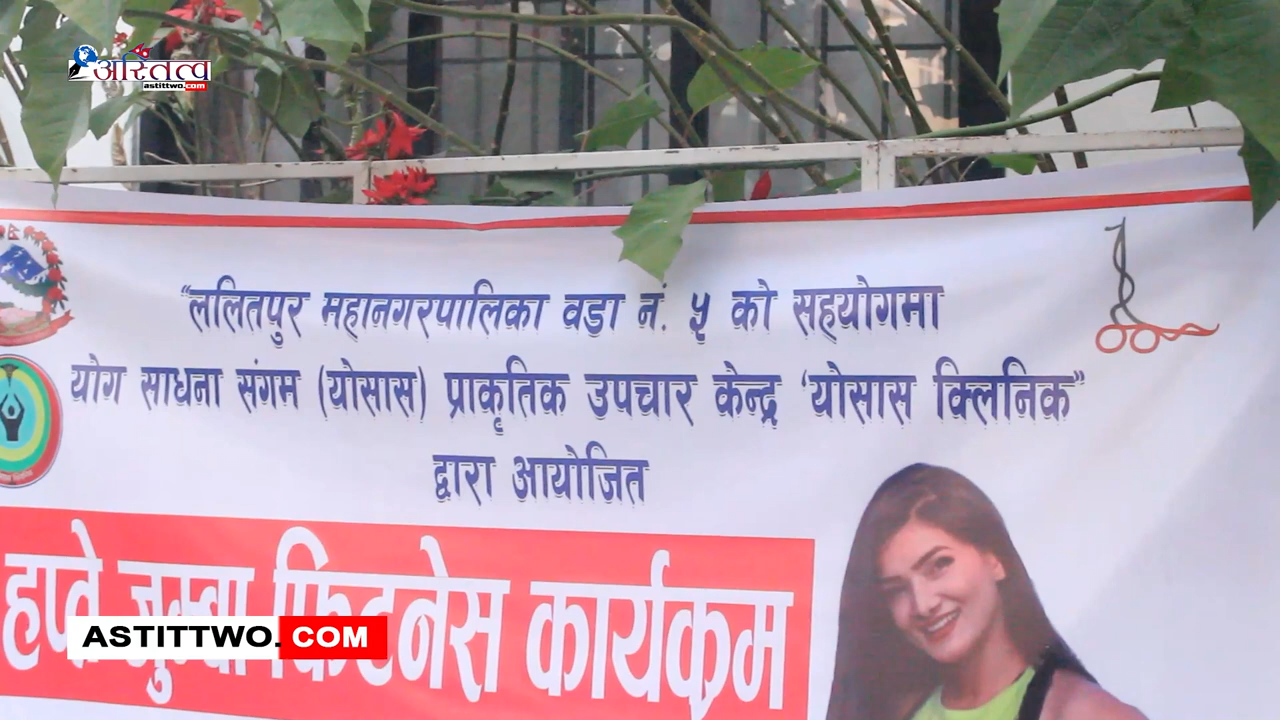 अस्तित्व
astittwo.com
“ललितपुर महानगरपालिका वडा नं. ५ को सहयोगमा
योग साधना संगम (योसास) प्राकृतिक उपचार केन्द्र ‘योसास क्लिनिक”
द्वारा आयोजित
जुम्बा फिटनेस कार्यक्रम
ASTITTWO.COM